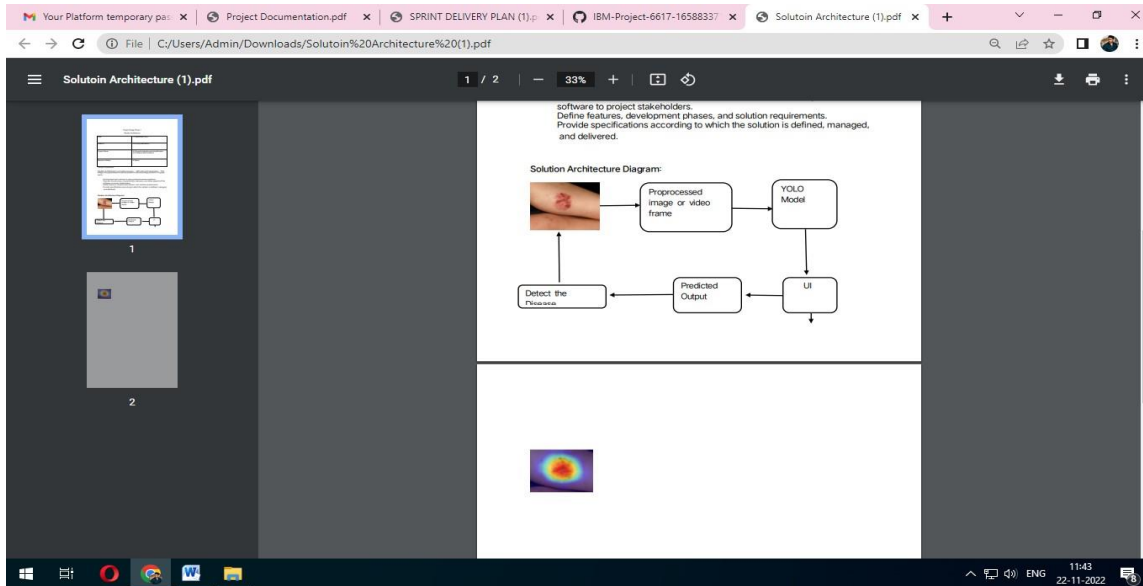 Your Platform temporary pas
Project Documentation.pdf
SPRINT DELIVERY PLAN (1).p
IBM-Project-6617-16588337
Solutoin Architecture (1).pdf
File | C:/Users/Admin/Downloads/Solutoin%20Architecture%20(1).pdf
Solutoin Architecture (1).pdf
1 / 2
33%
software to project stakeholders.
Define features, development phases, and solution requirements.
Provide specifications according to which the solution is defined, managed,
and delivered.
Solution Architecture Diagram:
Proprocessed
image or video
frame
YOLO
Model
Detect the
Disease
Predicted
Output
UI
1
2
ENG
11:43
22-11-2022